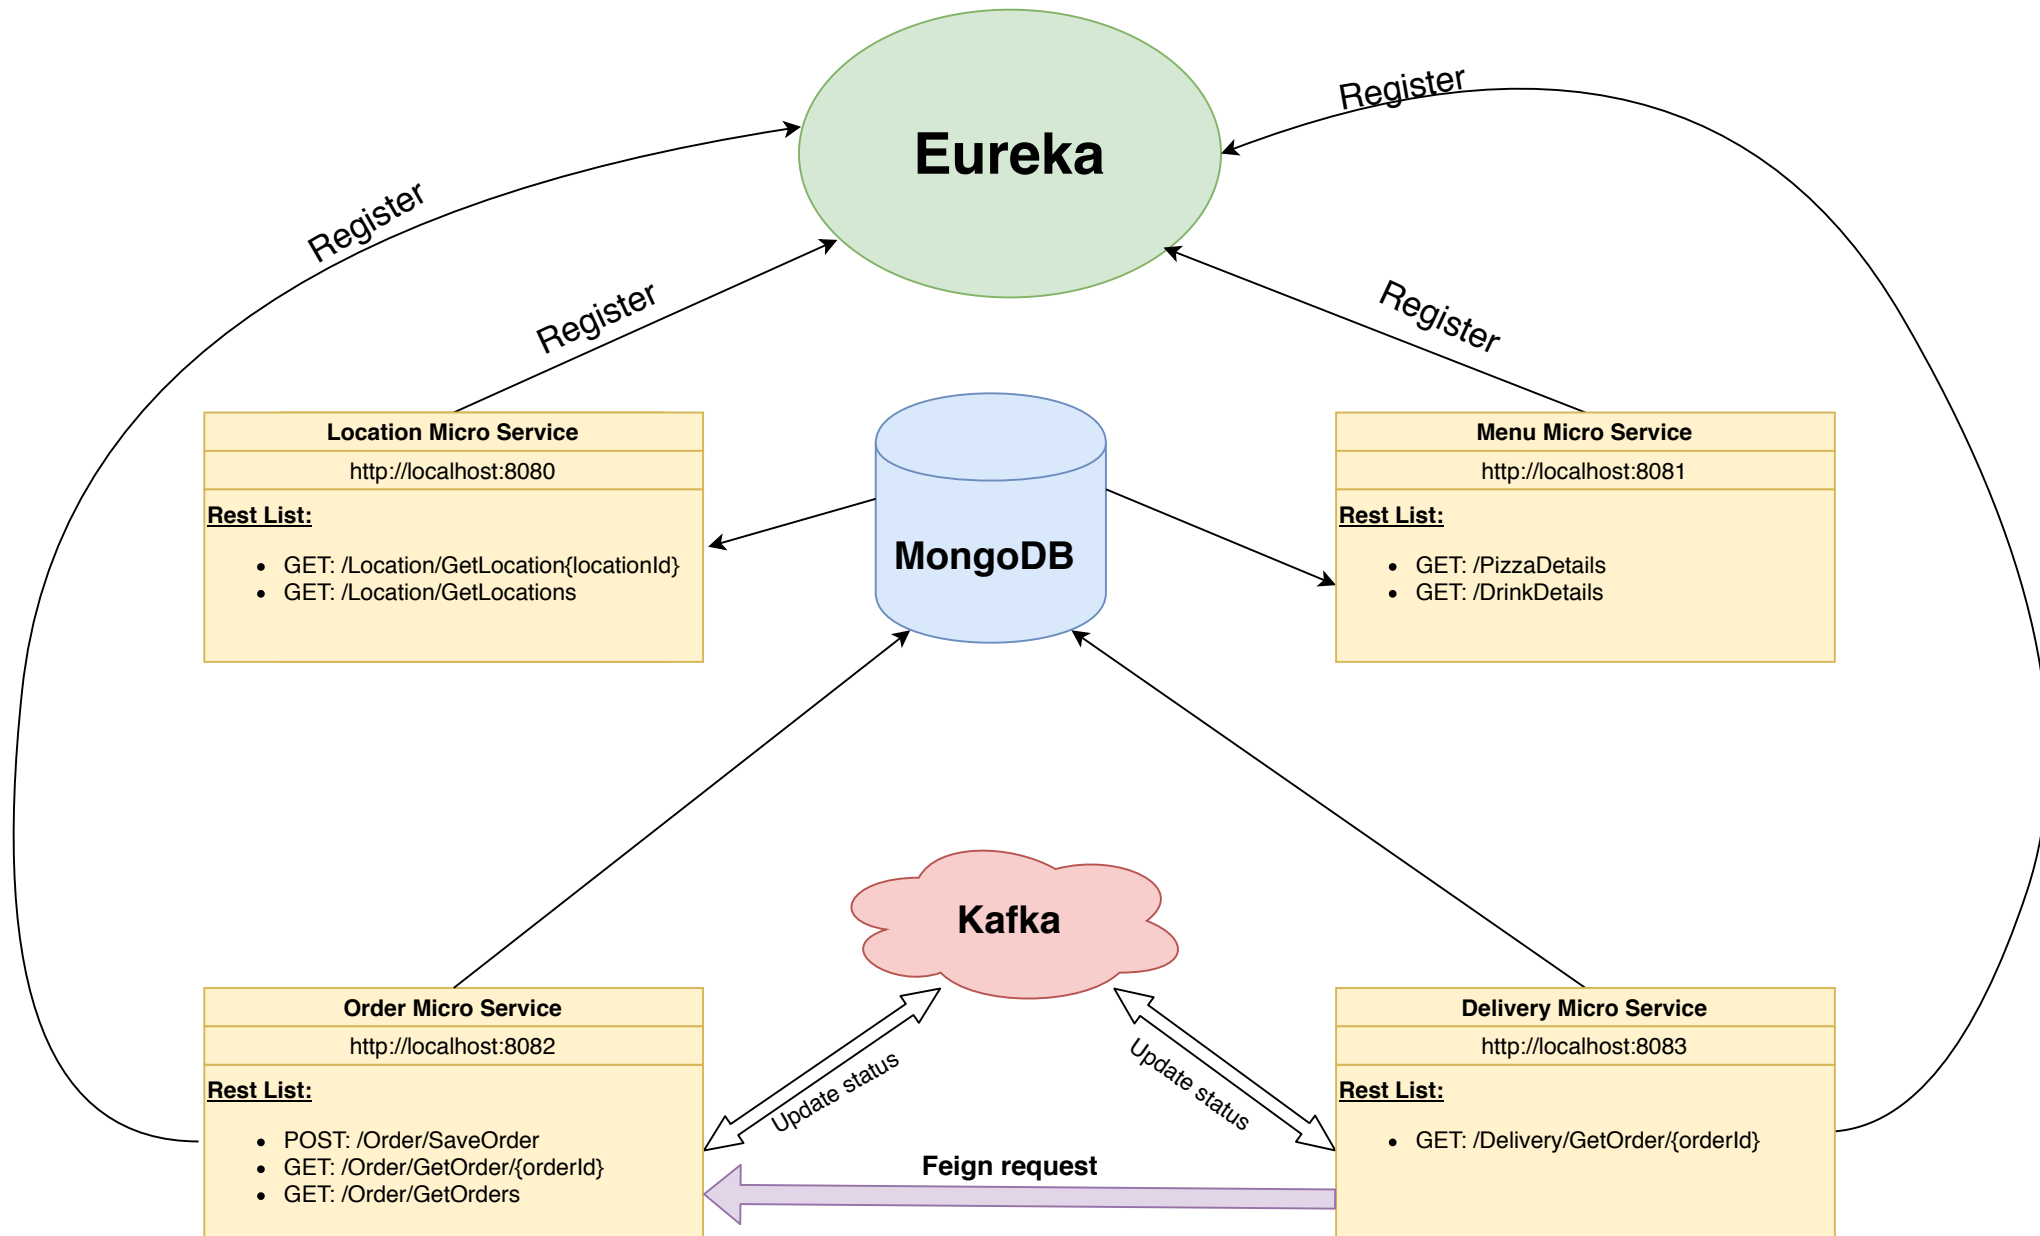 Eureka
Register
Register
Register
Register
Location Micro Service
http://localhost:8080
Rest List:
• GET: /Location/GetLocation{locationId}
• GET: /Location/GetLocations
MongoDB
Menu Micro Service
http://localhost:8081
Rest List:
• GET: /PizzaDetails
• GET: /DrinkDetails
Kafka
Order Micro Service
http://localhost:8082
Rest List:
• POST: /Order/SaveOrder
• GET: /Order/GetOrder/{orderId}
• GET: /Order/GetOrders
Update status
Update status
Feign request
Delivery Micro Service
http://localhost:8083
Rest List:
• GET: /Delivery/GetOrder/{orderId}